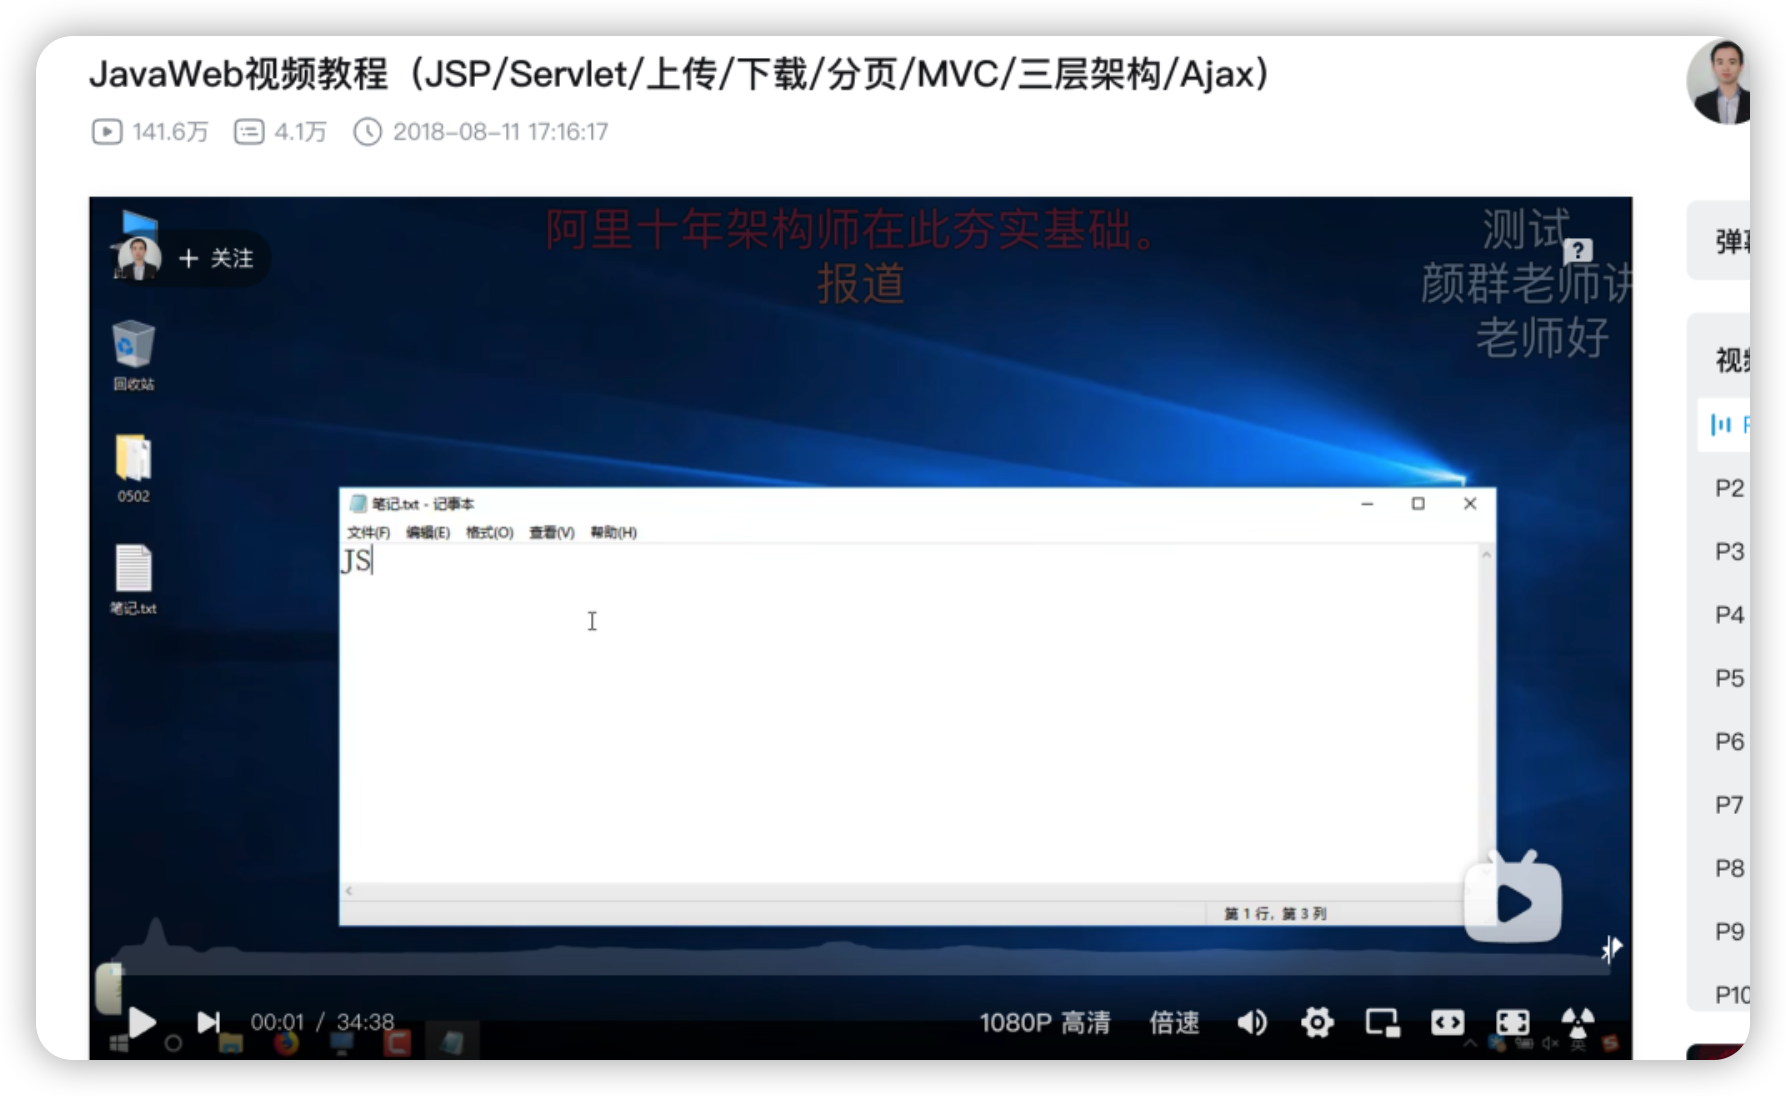 JavaWeb视频教程（JSP/Servlet/上传/下载/分页/MVC/三层架构/Ajax）
141.6万 4.1万 2018-08-11 17:16:17
阿里十年架构师在此夯实基础。
报道
测试
颜群老师讲
老师好
+ 关注
回收站
0502
笔记.txt
笔记.txt - 记事本
文件(F) 编辑(E) 格式(O) 查看(V) 帮助(H)
JS
第 1 行，第 3 列
00:01 / 34:38
1080P 高清 倍速
英
弹
视
P2
P3
P4
P5
P6
P7
P8
P9
P10